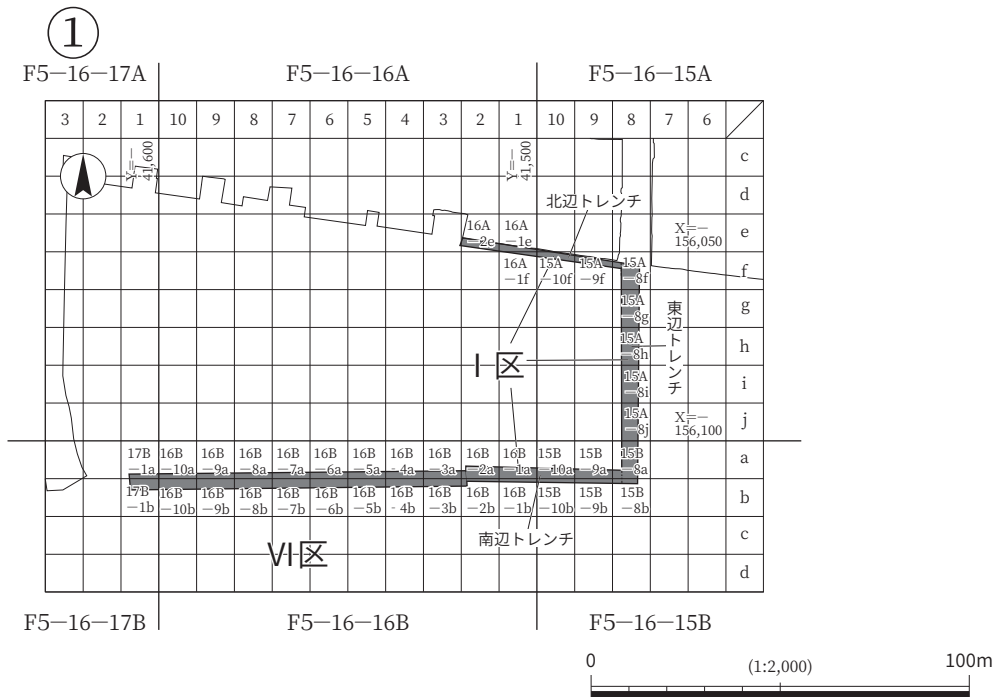 ①
F5−16−17A F5−16−16A F5−16−15A
3 2 1 10 9 8 7 6 5 4 3 2 1 10 9 8 7 6
Y=−
41,600
Y=−
41,500
c
d
e
f
g
h
i
j
a
b
c
d
北辺トレンチ
16A
−2e
16A
−1e
X=−
156,050
16A
−1f
15A
−10f
15A
−9f
15A
−8f
15A
−8g
15A
−8h
15A
−8i
15A
−8j
東辺トレンチ
Ⅰ区
X=−
156,100
17B
−1a
16B
−10a
16B
−9a
16B
−8a
16B
−7a
16B
−6a
16B
−5a
16B
−4a
16B
−3a
16B
−2a
16B
−1a
15B
−10a
15B
−9a
15B
−8a
17B
−1b
16B
−10b
16B
−9b
16B
−8b
16B
−7b
16B
−6b
16B
−5b
16B
−4b
16B
−3b
16B
−2b
16B
−1b
15B
−10b
15B
−9b
15B
−8b
南辺トレンチ
Ⅵ区
F5−16−17B F5−16−16B F5−16−15B
0 (1:2,000) 100m